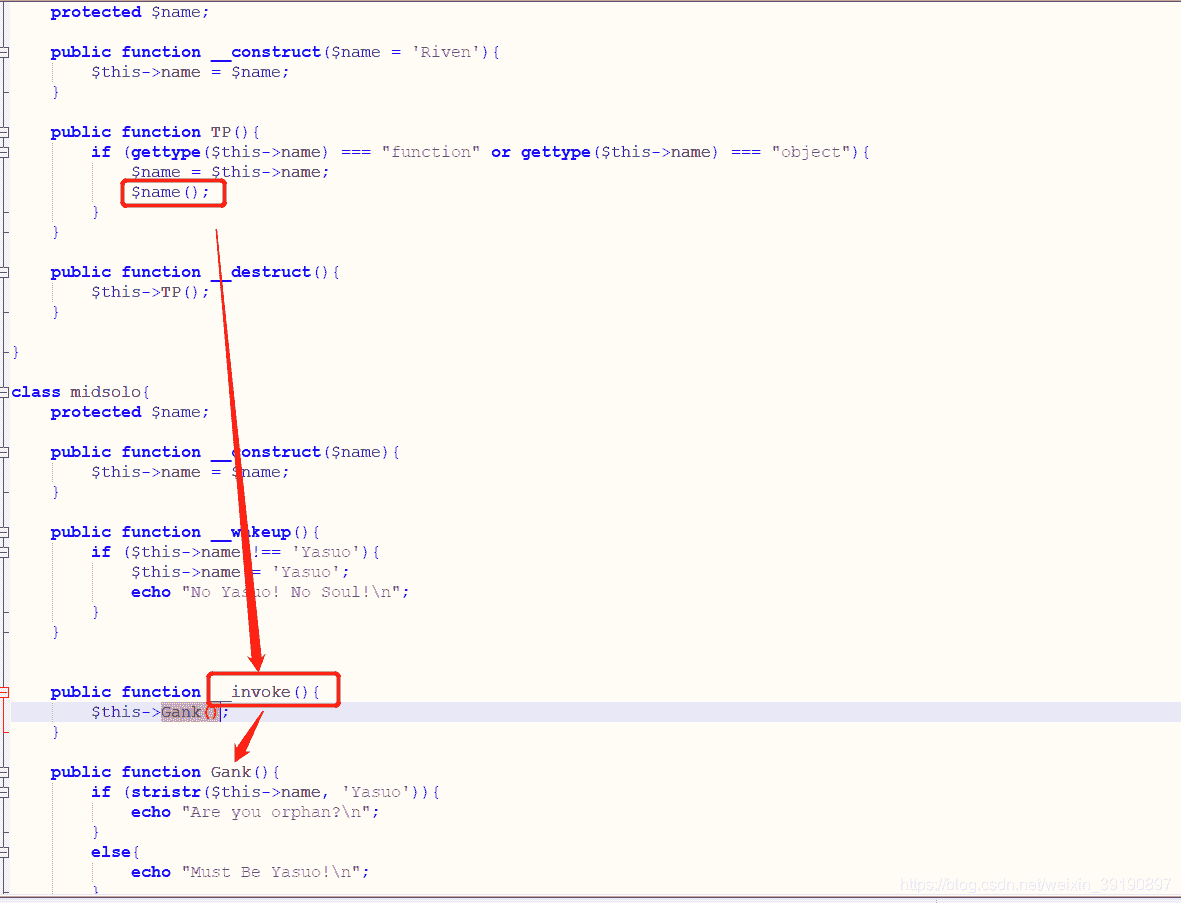 protected $name;
public function __construct($name = 'Riven'){
$this->name = $name;
}
public function TP(){
if (gettype($this->name) === "function" or gettype($this->name) === "object"){
$name = $this->name;
$name();
}
}
public function __destruct(){
$this->TP();
}
}
class midsolo{
protected $name;
public function __construct($name){
$this->name = $name;
}
public function __wakeup(){
if ($this->name !== 'Yasuo'){
$this->name = 'Yasuo';
echo "No Yasuo! No Soul!\n";
}
}
public function __invoke(){
$this->Gank();
}
public function Gank(){
if (stristr($this->name, 'Yasuo')){
echo "Are you orphan?\n";
}
else{
echo "Must Be Yasuo!\n";
}
https://blog.csdn.net/weixin_39190897